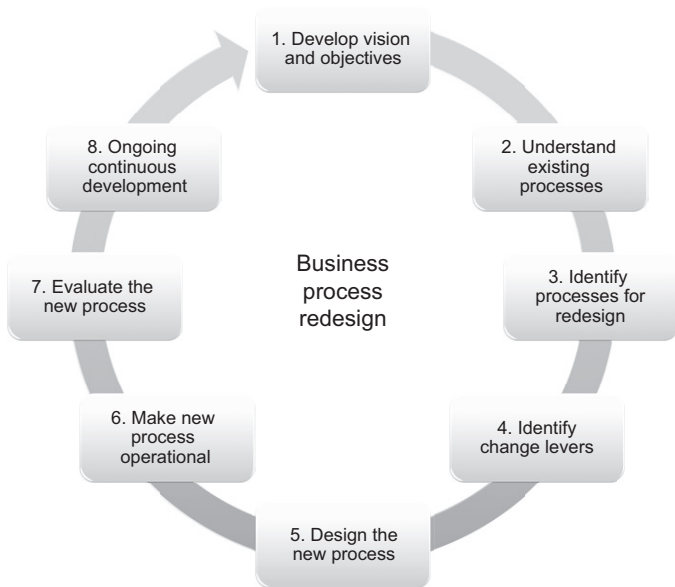 1. Develop vision
and objectives
2. Understand
existing
processes
3. Identify
processes for
redesign
4. Identify
change levers
5. Design the
new process
6. Make new
process
operational
7. Evaluate the
new process
8. Ongoing
continuous
development
Business
process
redesign